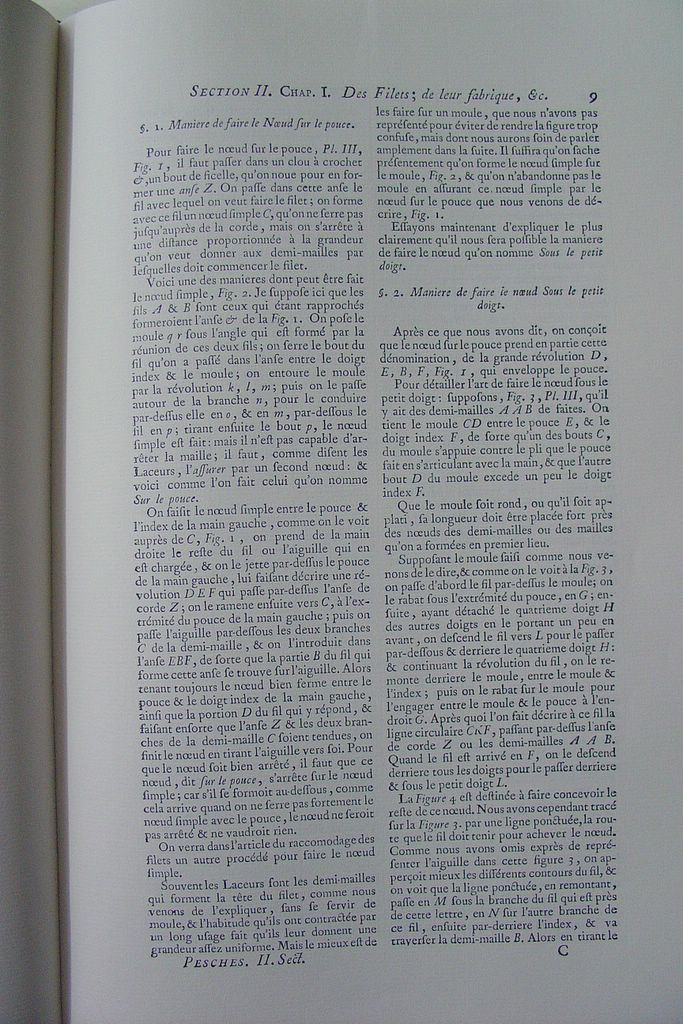 SECTION II. CHAP. I. Des Filets; de leur fabrique, &c. 9
§. 1. Maniere de faire le Nœud ſur le pouce.
Pour faire le nœud ſur le pouce, Pl. III,
Fig. 1, il faut paſſer dans un clou à crochet
&, un bout de ficelle, qu'on noue pour en for-
mer une anſe Z. On paſſe dans cette anſe le
fil avec lequel on veut faire le filet; on forme
avec ce fil un nœud ſimple C, qu'on ne ſerre pas
juſqu'auprès de la corde, mais on s'arrête à
une diſtance proportionnée à la grandeur
qu'on veut donner aux demi-mailles par
leſquelles doit commencer le filet.
Voici une des manieres dont peut être fait
le nœud ſimple, Fig. 2. Je ſuppoſe ici que les
fils A & B ſont ceux qui étant rapprochés
formeroient l'anſe & de la Fig. 1. On poſe le
moule q r ſous l'angle qui eſt formé par la
réunion de ces deux fils; on ſerre le bout du
fil qu'on a paſſé dans l'anſe entre le doigt
index & le moule; on entoure le moule
par la révolution k, l, m; puis on le paſſe
autour de la branche n, pour le conduire
par-deſſus elle en o, & en m, par-deſſous le
fil en p; tirant enſuite le bout p, le nœud
ſimple eſt fait: mais il n'eſt pas capable d'ar-
rêter la maille; il faut, comme diſent les
Laceurs, l'aſſurer par un ſecond nœud: &
voici comme l'on fait celui qu'on nomme
Sur le pouce.
On ſaiſit le nœud ſimple entre le pouce &
l'index de la main gauche, comme on le voit
auprès de C, Fig. 1, on prend de la main
droite le reſte du fil ou l'aiguille qui en
eſt chargée, & on le jette par-deſſus le pouce
de la main gauche, lui faiſant décrire une ré-
volution D E F qui paſſe par-deſſus l'anſe de
corde Z; on le ramene enſuite vers C, à l'ex-
trémité du pouce de la main gauche; puis on
paſſe l'aiguille par-deſſous les deux branches
C de la demi-maille, & on l'introduit dans
l'anſe EBF, de ſorte que la partie B du fil qui
forme cette anſe ſe trouve ſur l'aiguille. Alors
tenant toujours le nœud bien ferme entre le
pouce & le doigt index de la main gauche,
ainſi que la portion D du fil qui y répond, &
faiſant enſorte que l'anſe Z & les deux bran-
ches de la demi-maille C ſoient tendues, on
finit le nœud en tirant l'aiguille vers ſoi. Pour
que le nœud ſoit bien arrêté, il faut que ce
nœud, dit ſur le pouce, s'arrête ſur le nœud
ſimple; car s'il ſe formoit au-deſſous, comme
cela arrive quand on ne ſerre pas fortement le
nœud ſimple avec le pouce, le nœud ne ſeroit
pas arrêté & ne vaudroit rien.
On verra dans l'article du raccomodage des
filets un autre procédé pour faire le nœud
ſimple.
Souvent les Laceurs font les demi-mailles
qui forment la tête du filet, comme nous
venons de l'expliquer, ſans ſe ſervir de
moule, & l'habitude qu'ils ont contractée par
un long uſage fait qu'ils leur donnent une
grandeur aſſez uniforme. Mais le mieux eſt de
les faire ſur un moule, que nous n'avons pas
repréſenté pour éviter de rendre la figure trop
confuſe, mais dont nous aurons ſoin de parler
amplement dans la ſuite. Il ſuffira qu'on ſache
préſentement qu'on forme le nœud ſimple ſur
le moule, Fig. 2, & qu'on n'abandonne pas le
moule en aſſurant ce nœud ſimple par le
nœud ſur le pouce que nous venons de dé-
crire, Fig. 1.
Eſſayons maintenant d'expliquer le plus
clairement qu'il nous ſera poſſible la maniere
de faire le nœud qu'on nomme Sous le petit
doigt.
§. 2. Maniere de faire le nœud Sous le petit
doigt.
Après ce que nous avons dit, on conçoit
que le nœud ſur le pouce prend en partie cette
dénomination, de la grande révolution D,
E, B, F, Fig. 1, qui enveloppe le pouce.
Pour détailler l'art de faire le nœud ſous le
petit doigt: ſuppoſons, Fig. 3, Pl. III, qu'il
y ait des demi-mailles A A B de faites. On
tient le moule CD entre le pouce E, & le
doigt index F, de ſorte qu'un des bouts C,
du moule s'appuie contre le pli que le pouce
fait en s'articulant avec la main, & que l'autre
bout D du moule excede un peu le doigt
index F.
Que le moule ſoit rond, ou qu'il ſoit ap-
plati, ſa longueur doit être placée fort près
des nœuds des demi-mailles ou des mailles
qu'on a formées en premier lieu.
Suppoſant le moule ſaiſi comme nous ve-
nons de le dire, & comme on le voit à la Fig. 3,
on paſſe d'abord le fil par-deſſus le moule; on
le rabat ſous l'extrémité du pouce, en G; en-
ſuite, ayant détaché le quatrieme doigt H
des autres doigts en le portant un peu en
avant, on deſcend le fil vers L pour le paſſer
par-deſſous & derriere le quatrieme doigt H:
& continuant la révolution du fil, on le re-
monte derriere le moule, entre le moule &
l'index; puis on le rabat ſur le moule pour
l'engager entre le moule & le pouce à l'en-
droit G. Après quoi l'on fait décrire à ce fil la
ligne circulaire CKF, paſſant par-deſſus l'anſe
de corde Z ou les demi-mailles A A B.
Quand le fil eſt arrivé en F, on le deſcend
derriere tous les doigts pour le paſſer derriere
& ſous le petit doigt L.
La Figure 4 eſt deſtinée à faire concevoir le
reſte de ce nœud. Nous avons cependant tracé
ſur la Figure 3. par une ligne ponctuée, la rou-
te que le fil doit tenir pour achever le nœud.
Comme nous avons omis exprès de repré-
ſenter l'aiguille dans cette figure 3, on ap-
perçoit mieux les différents contours du fil, &
on voit que la ligne ponctuée, en remontant,
paſſe en M ſous la branche du fil qui eſt près
de cette lettre, en N ſur l'autre branche de
ce fil, enſuite par-derriere l'index, & va
traverſer la demi-maille B. Alors en tirant le
PESCHES. II. Sect.
C